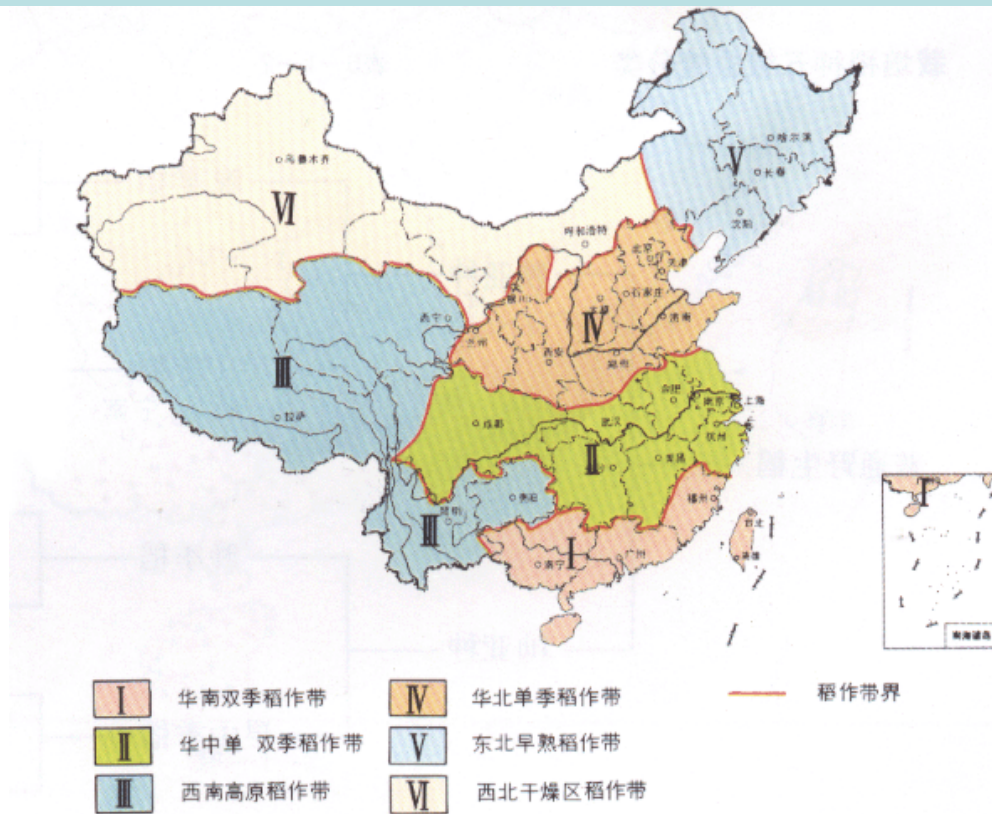 哈尔滨
乌鲁木齐
Ⅴ
长春
Ⅵ
沈阳
呼和浩特
北京
天津
石家庄
银川
西宁
Ⅳ
济南
兰州
西安
郑州
Ⅲ
合肥
南京
上海
拉萨
成都
武汉
杭州
Ⅱ
南昌
贵阳
福州
Ⅰ
昆明
Ⅲ
台北
南宁
Ⅰ
广州
南海诸岛
Ⅰ 华南双季稻作带
Ⅱ 华中单 双季稻作带
Ⅲ 西南高原稻作带
Ⅳ 华北单季稻作带
Ⅴ 东北早熟稻作带
Ⅵ 西北干燥区稻作带
稻作带界